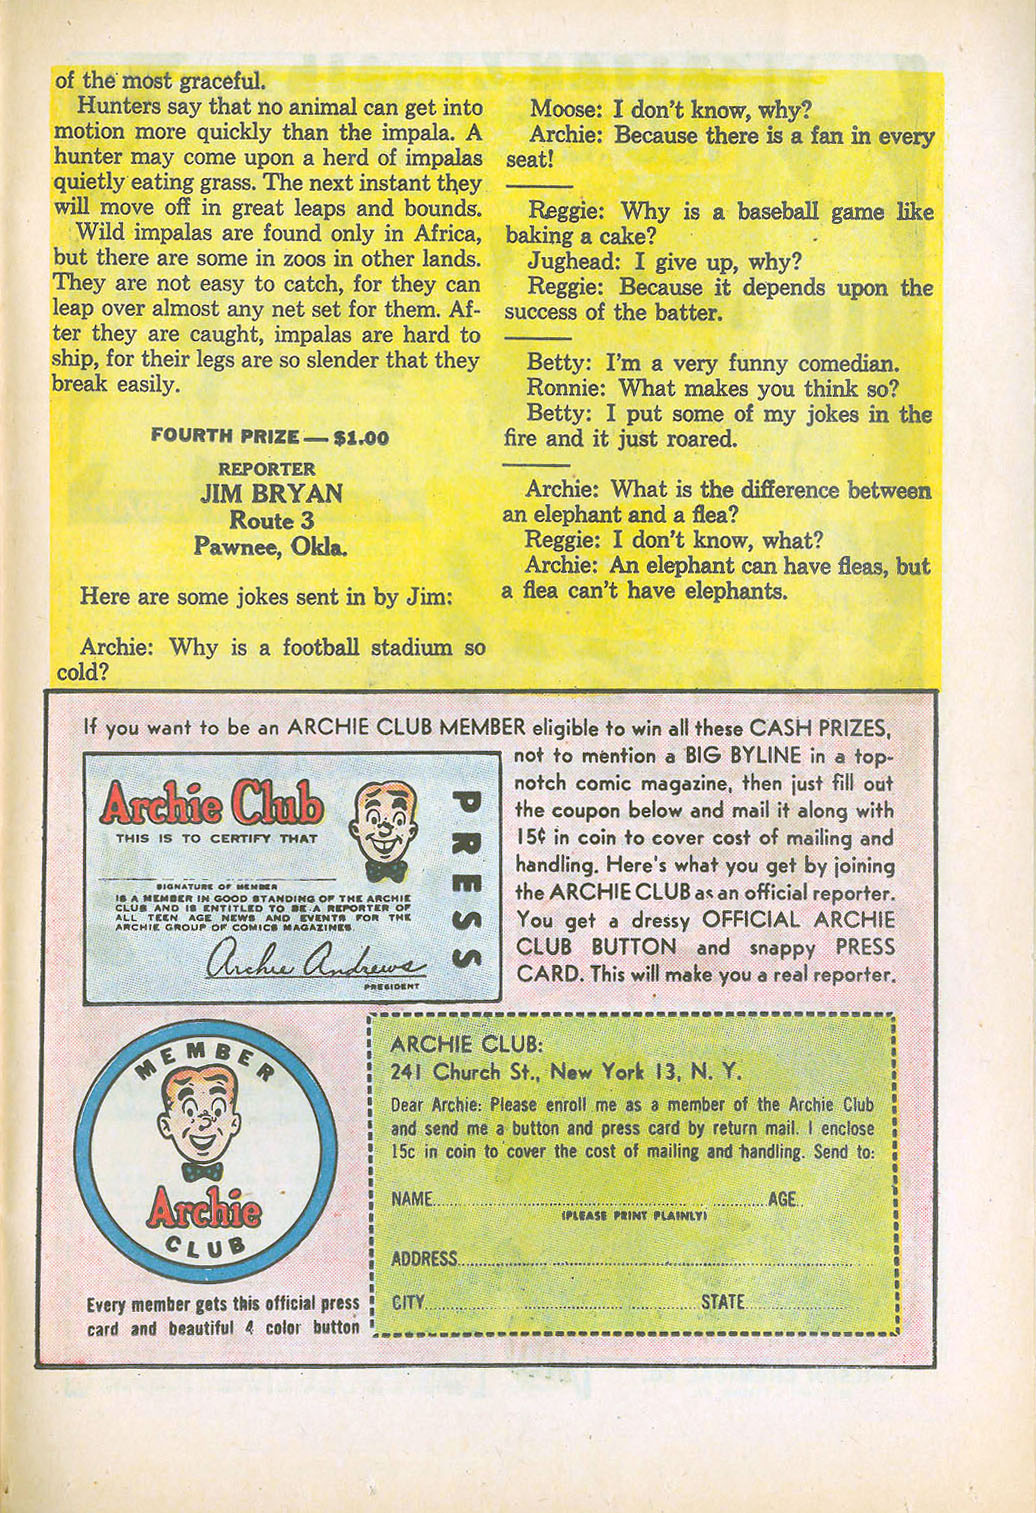 of the most graceful.
Hunters say that no animal can get into
motion more quickly than the impala. A
hunter may come upon a herd of impalas
quietly eating grass. The next instant they
will move off in great leaps and bounds.
Wild impalas are found only in Africa,
but there are some in zoos in other lands.
They are not easy to catch, for they can
leap over almost any net set for them. Af-
ter they are caught, impalas are hard to
ship, for their legs are so slender that they
break easily.
FOURTH PRIZE — $1.00
REPORTER
JIM BRYAN
Route 3
Pawnee, Okla.
Here are some jokes sent in by Jim:
Archie: Why is a football stadium so
cold?
Moose: I don't know, why?
Archie: Because there is a fan in every
seat!
Reggie: Why is a baseball game like
baking a cake?
Jughead: I give up, why?
Reggie: Because it depends upon the
success of the batter.
Betty: I'm a very funny comedian.
Ronnie: What makes you think so?
Betty: I put some of my jokes in the
fire and it just roared.
Archie: What is the difference between
an elephant and a flea?
Reggie: I don't know, what?
Archie: An elephant can have fleas, but
a flea can't have elephants.
If you want to be an ARCHIE CLUB MEMBER eligible to win all these CASH PRIZES,
not to mention a BIG BYLINE in a top-
notch comic magazine, then just fill out
the coupon below and mail it along with
15¢ in coin to cover cost of mailing and
handling. Here's what you get by joining
the ARCHIE CLUB as an official reporter.
You get a dressy OFFICIAL ARCHIE
CLUB BUTTON and snappy PRESS
CARD. This will make you a real reporter.
Archie Club
THIS IS TO CERTIFY THAT
SIGNATURE OF MEMBER
IS A MEMBER IN GOOD STANDING OF THE ARCHIE
CLUB AND IS ENTITLED TO BE A REPORTER OF
ALL TEEN AGE NEWS AND EVENTS FOR THE
ARCHIE GROUP OF COMICS MAGAZINES.
Archie Andrews
PRESIDENT
PRESS
MEMBER
Archie
CLUB
Every member gets this official press
card and beautiful 4 color button
ARCHIE CLUB:
241 Church St., New York 13, N. Y.
Dear Archie: Please enroll me as a member of the Archie Club
and send me a button and press card by return mail. I enclose
15c in coin to cover the cost of mailing and handling. Send to:
NAME AGE
(PLEASE PRINT PLAINLY)
ADDRESS
CITY STATE